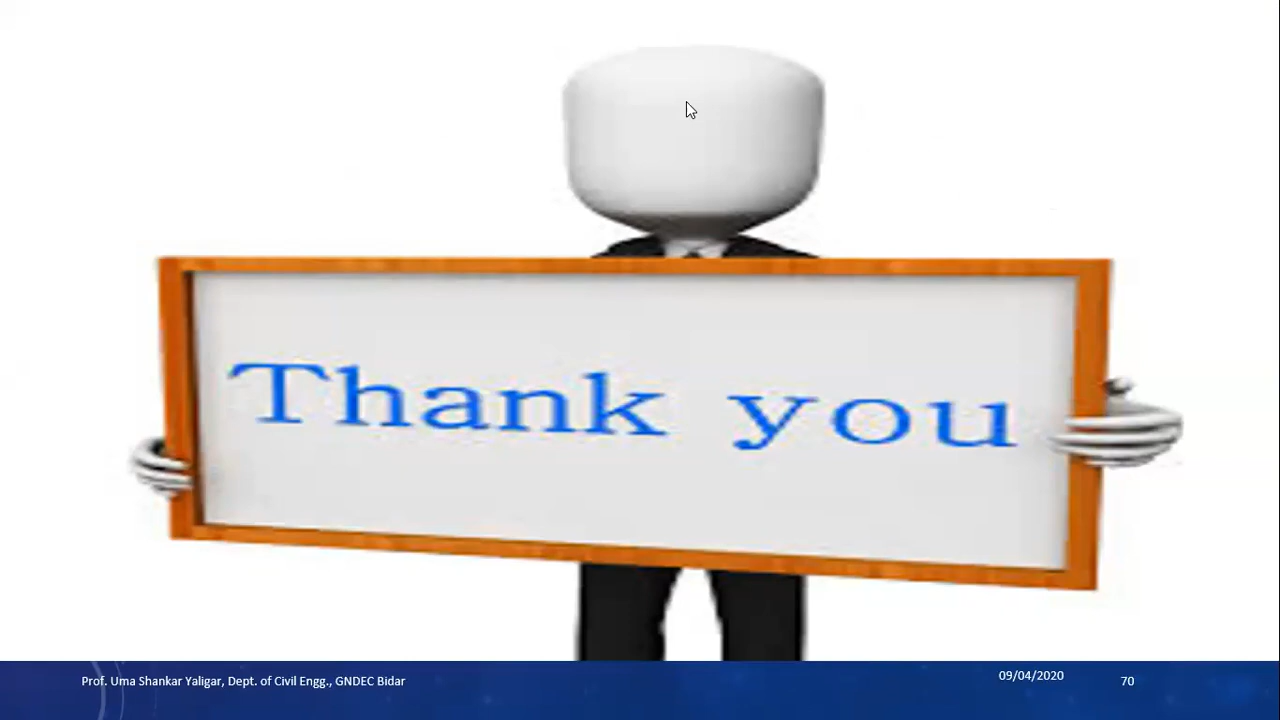 Thank you
Prof. Uma Shankar Yaligar, Dept. of Civil Engg., GNDEC Bidar
09/04/2020
70